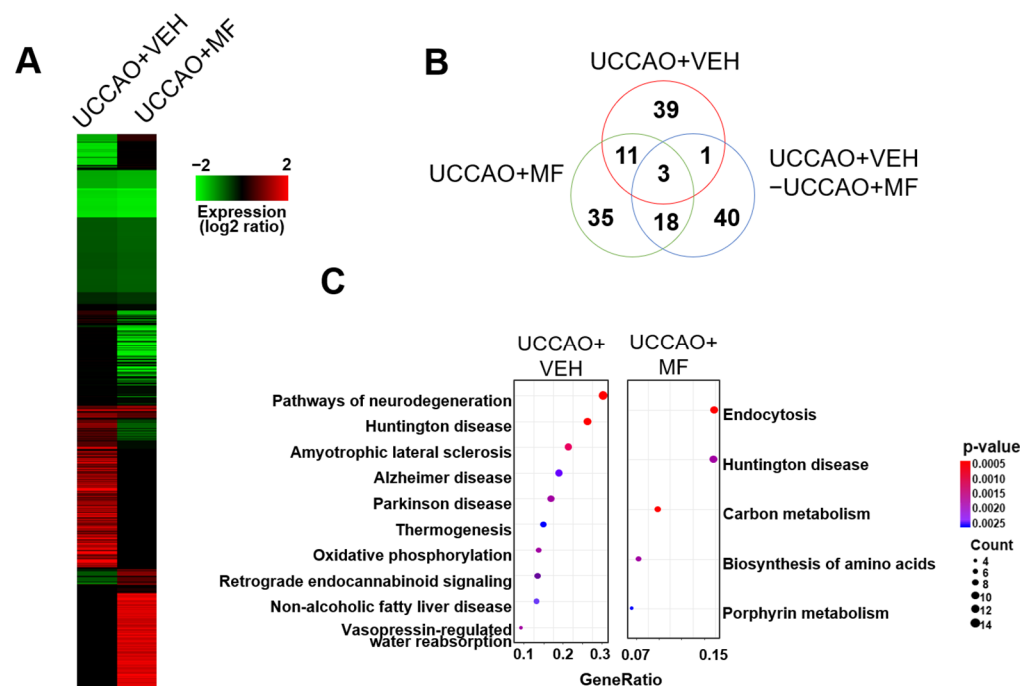 A
UCCAO+VEH
UCCAO+MF
−2
2
Expression
(log2 ratio)
B
UCCAO+VEH
39
UCCAO+MF
11
1
3
UCCAO+VEH
−UCCAO+MF
35
18
40
C
UCCAO+
VEH
UCCAO+
MF
Pathways of neurodegeneration
Huntington disease
Amyotrophic lateral sclerosis
Alzheimer disease
Parkinson disease
Thermogenesis
Oxidative phosphorylation
Retrograde endocannabinoid signaling
Non-alcoholic fatty liver disease
Vasopressin-regulated
water reabsorption
0.1
0.2
0.3
Endocytosis
Huntington disease
Carbon metabolism
Biosynthesis of amino acids
Porphyrin metabolism
0.07
0.15
GeneRatio
p-value
0.0005
0.0010
0.0015
0.0020
0.0025
Count
4
6
8
10
12
14